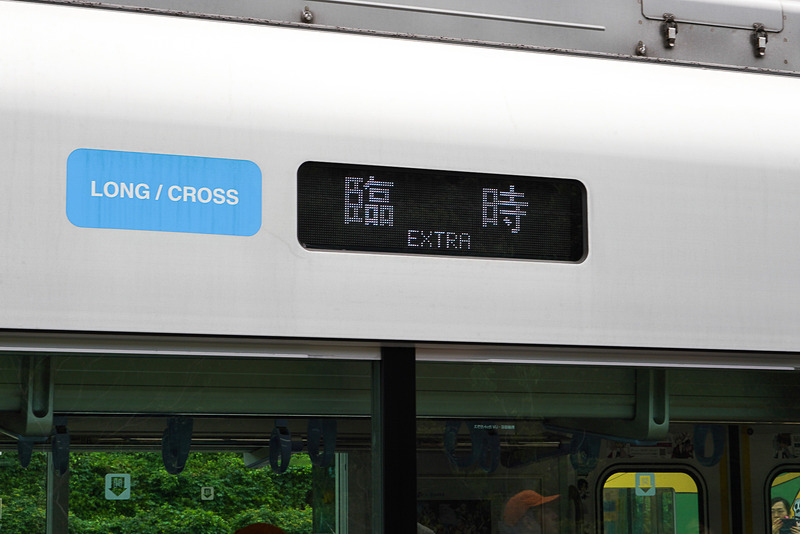 LONG / CROSS
臨 時
EXTRA